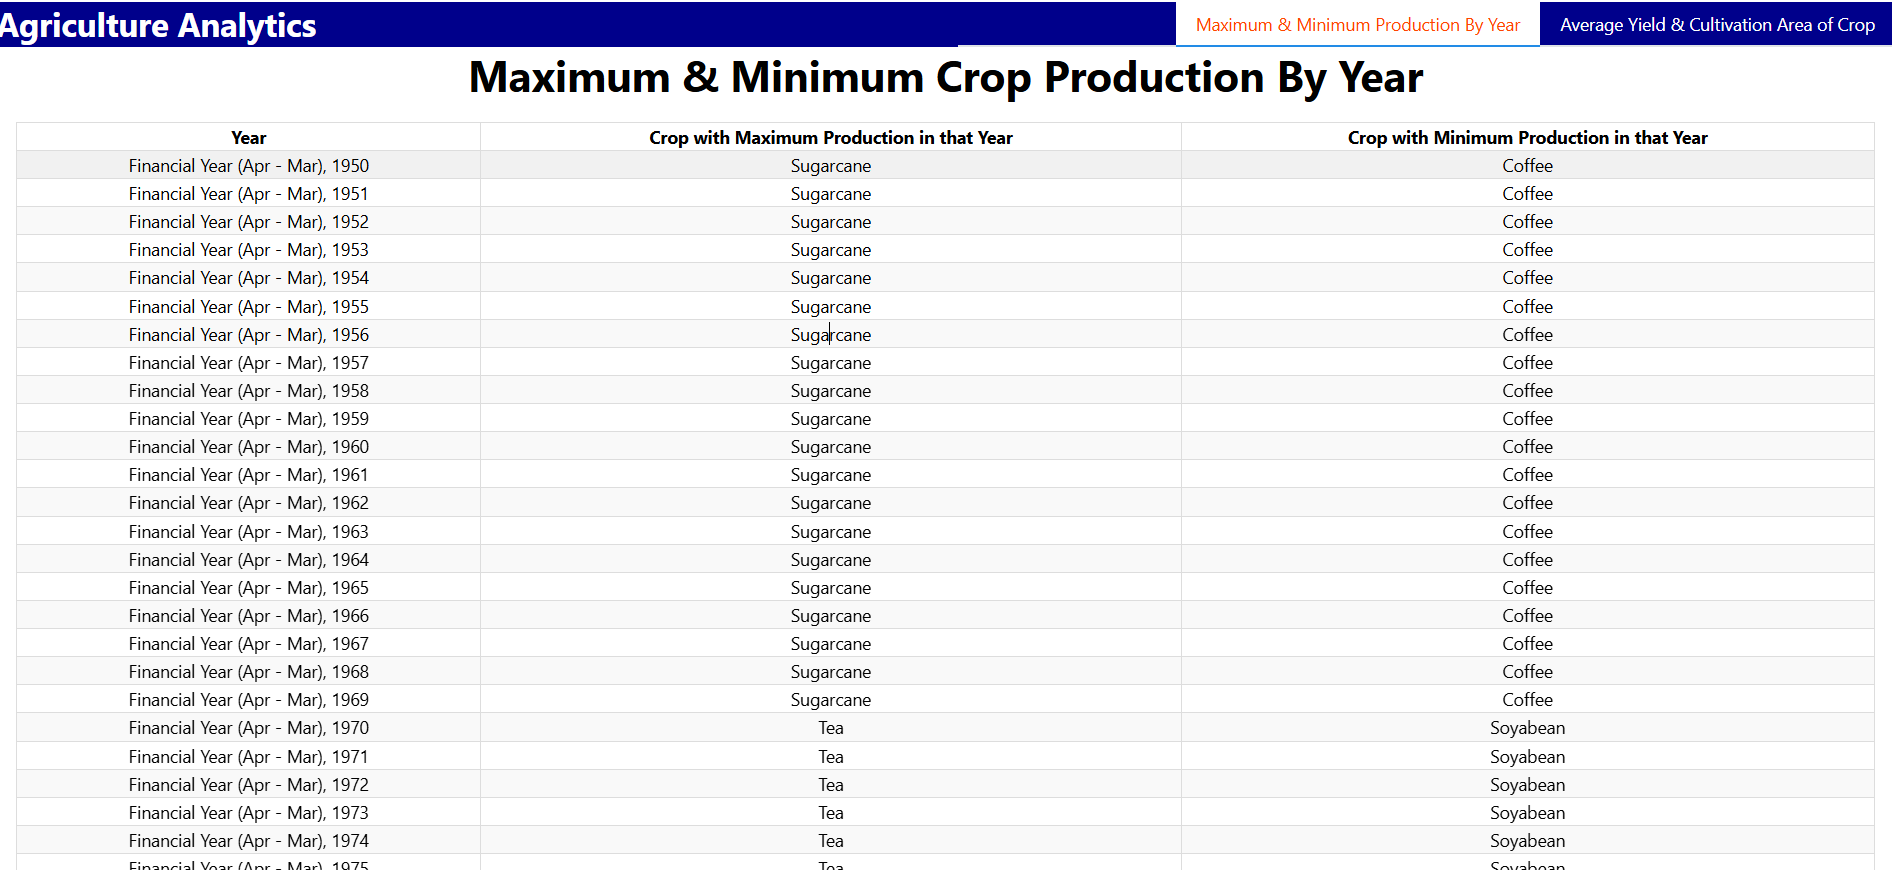 Agriculture Analytics Maximum & Minimum Production By Year Average Yield & Cultivation Area of Crop
Maximum & Minimum Crop Production By Year
Year Crop with Maximum Production in that Year Crop with Minimum Production in that Year
Financial Year (Apr - Mar), 1950 Sugarcane Coffee
Financial Year (Apr - Mar), 1951 Sugarcane Coffee
Financial Year (Apr - Mar), 1952 Sugarcane Coffee
Financial Year (Apr - Mar), 1953 Sugarcane Coffee
Financial Year (Apr - Mar), 1954 Sugarcane Coffee
Financial Year (Apr - Mar), 1955 Sugarcane Coffee
Financial Year (Apr - Mar), 1956 Sugarcane Coffee
Financial Year (Apr - Mar), 1957 Sugarcane Coffee
Financial Year (Apr - Mar), 1958 Sugarcane Coffee
Financial Year (Apr - Mar), 1959 Sugarcane Coffee
Financial Year (Apr - Mar), 1960 Sugarcane Coffee
Financial Year (Apr - Mar), 1961 Sugarcane Coffee
Financial Year (Apr - Mar), 1962 Sugarcane Coffee
Financial Year (Apr - Mar), 1963 Sugarcane Coffee
Financial Year (Apr - Mar), 1964 Sugarcane Coffee
Financial Year (Apr - Mar), 1965 Sugarcane Coffee
Financial Year (Apr - Mar), 1966 Sugarcane Coffee
Financial Year (Apr - Mar), 1967 Sugarcane Coffee
Financial Year (Apr - Mar), 1968 Sugarcane Coffee
Financial Year (Apr - Mar), 1969 Sugarcane Coffee
Financial Year (Apr - Mar), 1970 Tea Soyabean
Financial Year (Apr - Mar), 1971 Tea Soyabean
Financial Year (Apr - Mar), 1972 Tea Soyabean
Financial Year (Apr - Mar), 1973 Tea Soyabean
Financial Year (Apr - Mar), 1974 Tea Soyabean
Financial Year (Apr - Mar), 1975 Tea Soyabean